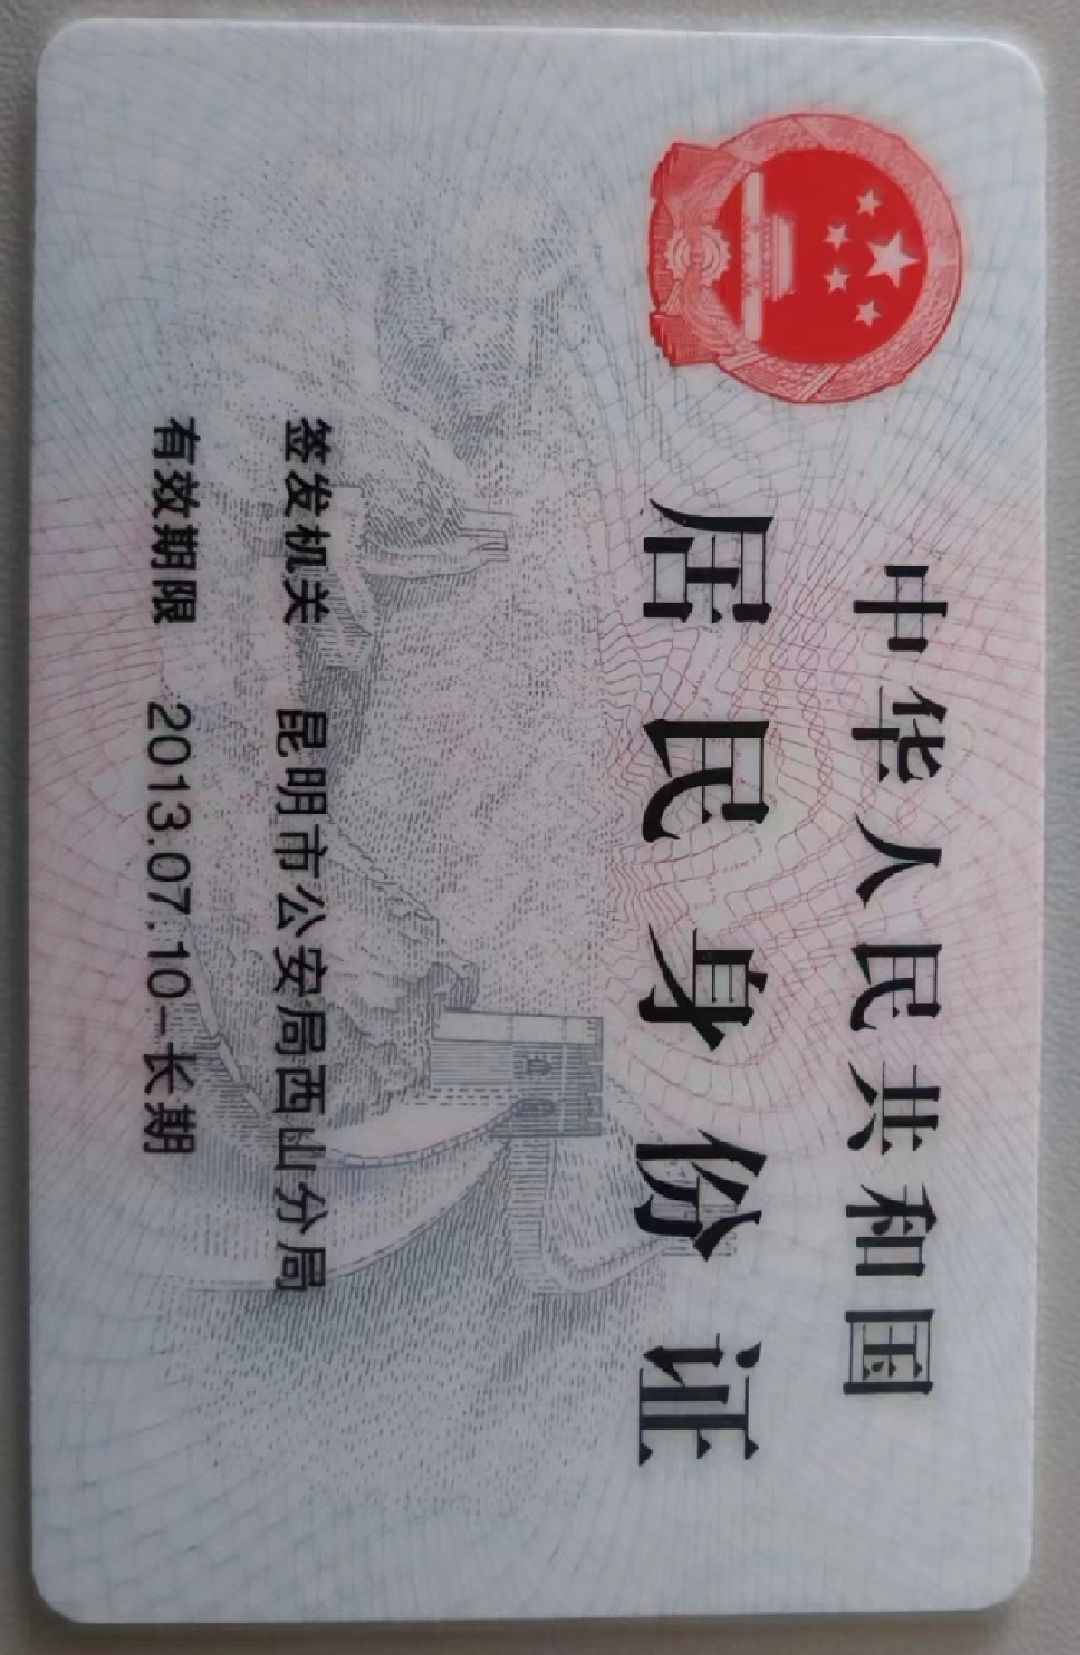 中华人民共和国
居民身份证
签发机关 昆明市公安局西山分局
有效期限 2013.07.10-长期